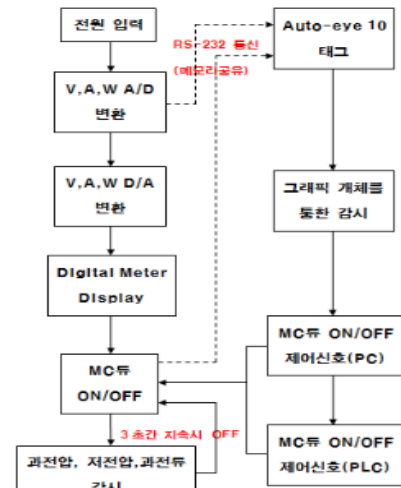 전원 입력
V,A,W A/D
변환
V,A,W D/A
변환
Digital Meter
Display
MC류
ON/OFF
3초간 지속시 OFF
과전압, 저전압,과전류
감시
RS-232 통신
(메모리공유)
Auto-eye 10
태그
그래픽 개체를
통한 감시
MC류 ON/OFF
제어신호(PC)
MC류 ON/OFF
제어신호(PLC)